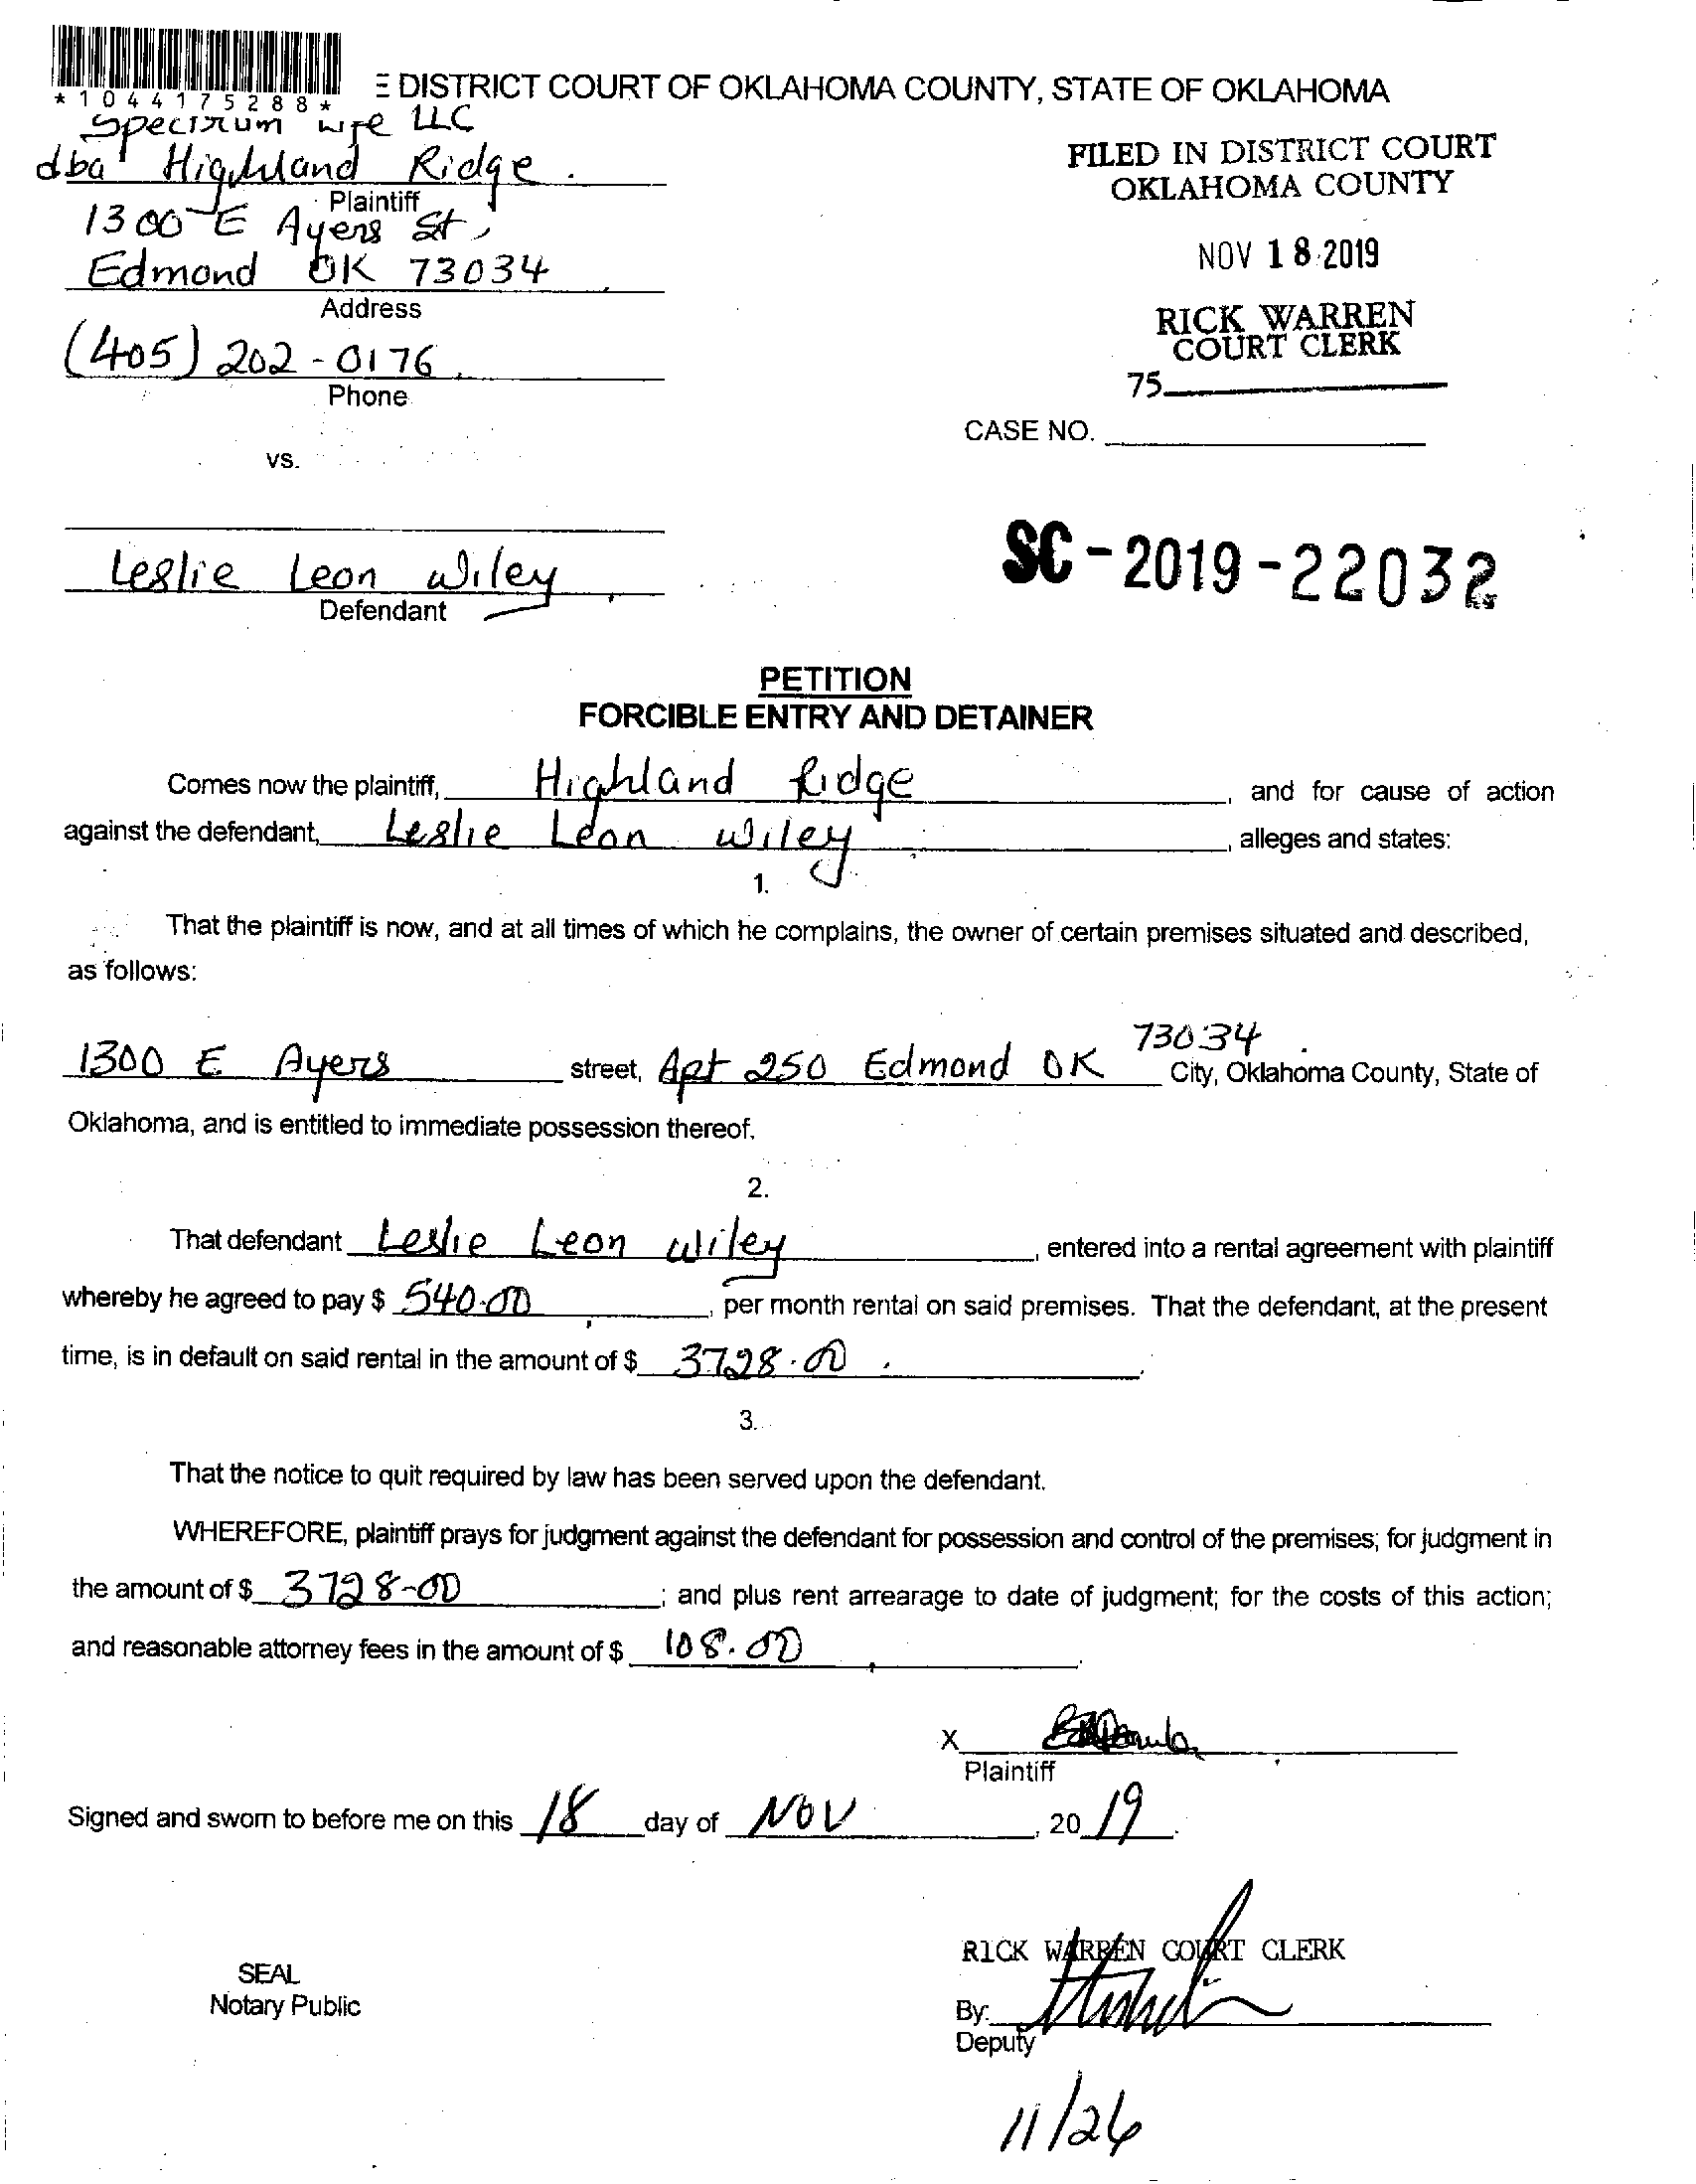 *1044175288*
E DISTRICT COURT OF OKLAHOMA COUNTY, STATE OF OKLAHOMA
Spectrum Life LLC
dba Highland Ridge
Plaintiff
1300 E Ayers St,
Edmond OK 73034
Address
(405) 202-0176
Phone
FILED IN DISTRICT COURT
OKLAHOMA COUNTY
NOV 18 2019
RICK WARREN
COURT CLERK
75
CASE NO.
vs.
SC-2019-22032
Leslie Leon Wiley
Defendant
PETITION
FORCIBLE ENTRY AND DETAINER
Comes now the plaintiff, Highland Ridge, and for cause of action
against the defendant, Leslie Leon Wiley, alleges and states:
1.
That the plaintiff is now, and at all times of which he complains, the owner of certain premises situated and described,
as follows:
1300 E Ayers street, Apt 250 Edmond OK 73034 City, Oklahoma County, State of
Oklahoma, and is entitled to immediate possession thereof.
2.
That defendant Leslie Leon Wiley, entered into a rental agreement with plaintiff
whereby he agreed to pay $ 540.00, per month rental on said premises. That the defendant, at the present
time, is in default on said rental in the amount of $ 3728.00.
3.
That the notice to quit required by law has been served upon the defendant.
WHEREFORE, plaintiff prays for judgment against the defendant for possession and control of the premises; for judgment in
the amount of $ 3728-00; and plus rent arrearage to date of judgment; for the costs of this action;
and reasonable attorney fees in the amount of $ 108.00.
X
Plaintiff
Signed and sworn to before me on this 18 day of NOV, 20 19.
RICK WARREN COURT CLERK
SEAL
Notary Public
By:
Deputy
11/26